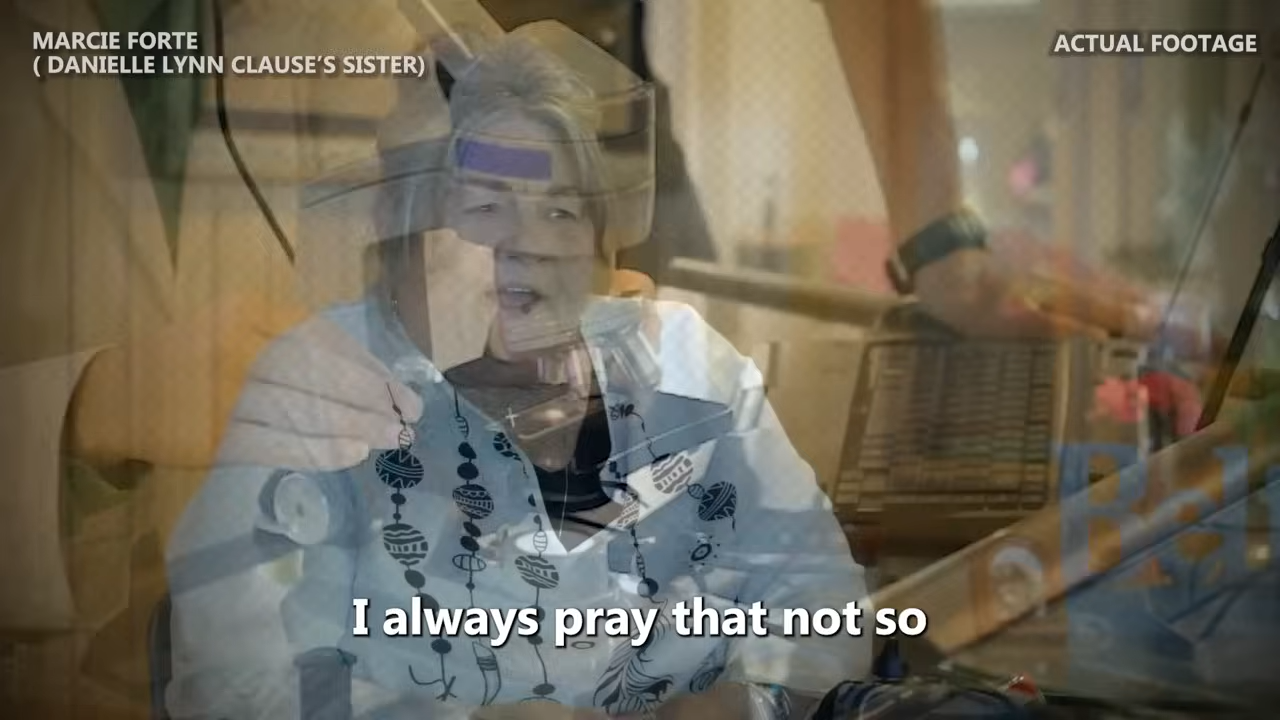 MARCIE FORTE
( DANIELLE LYNN CLAUSE'S SISTER)
ACTUAL FOOTAGE
I always pray that not so